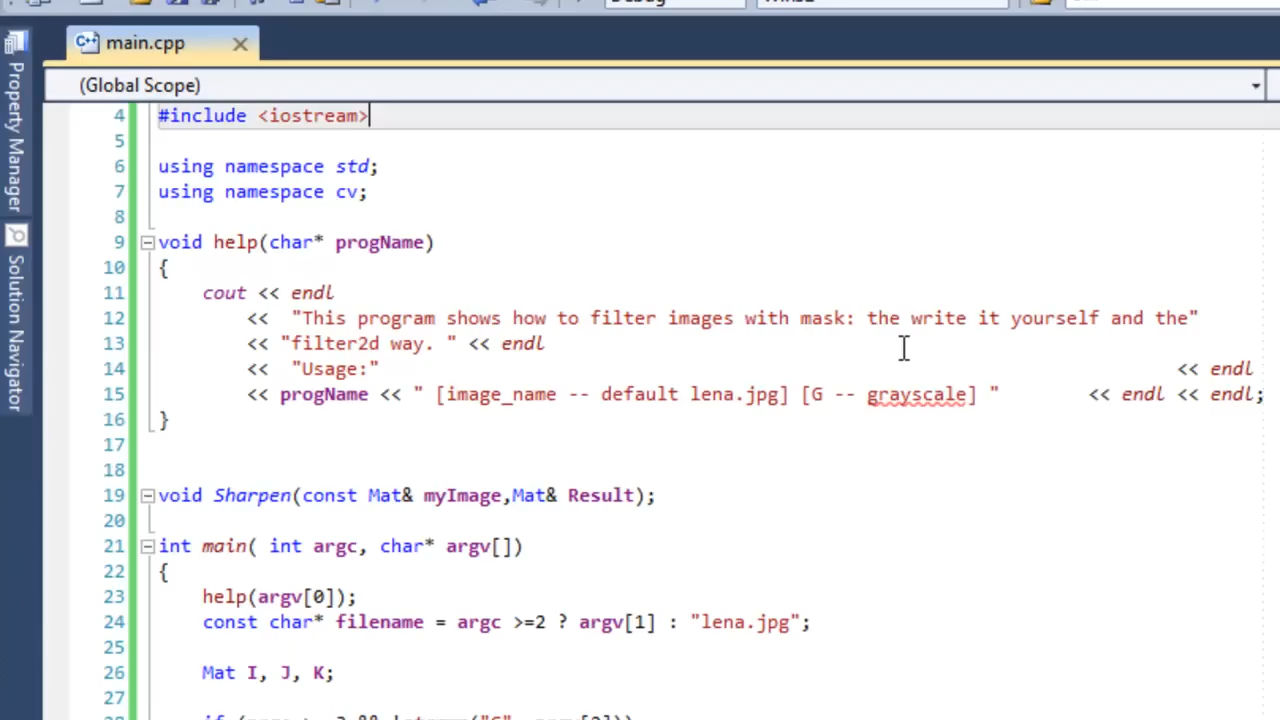 main.cpp
(Global Scope)
Property Manager
Solution Navigator
4 #include <iostream>
5
6 using namespace std;
7 using namespace cv;
8
9 void help(char* progName)
10 {
11 cout << endl
12 << "This program shows how to filter images with mask: the write it yourself and the"
13 << "filter2d way. " << endl
14 << "Usage:" << endl
15 << progName << " [image_name -- default lena.jpg] [G -- grayscale] " << endl << endl;
16 }
17
18
19 void Sharpen(const Mat& myImage,Mat& Result);
20
21 int main( int argc, char* argv[])
22 {
23 help(argv[0]);
24 const char* filename = argc >=2 ? argv[1] : "lena.jpg";
25
26 Mat I, J, K;
27